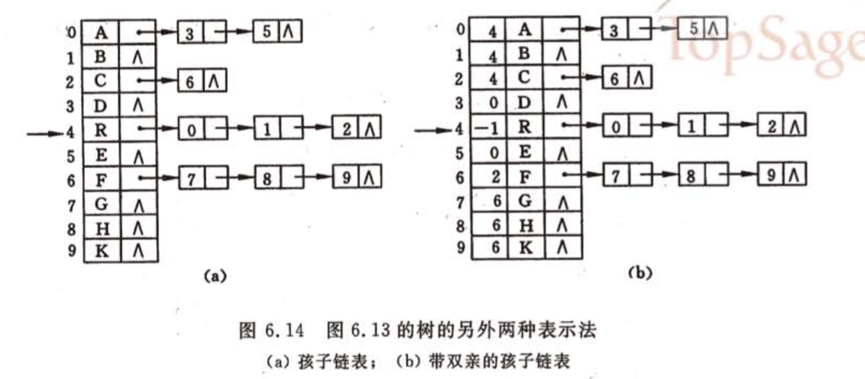 0 A 3 5 ∧
1 B ∧
2 C 6 ∧
3 D ∧
4 R 0 1 2 ∧
5 E ∧
6 F 7 8 9 ∧
7 G ∧
8 H ∧
9 K ∧
(a)
0 4 A 3 5 ∧
1 4 B ∧
2 4 C 6 ∧
3 0 D ∧
4 -1 R 0 1 2 ∧
5 0 E ∧
6 2 F 7 8 9 ∧
7 6 G ∧
8 6 H ∧
9 6 K ∧
(b)
TopSage
图 6.14 图 6.13 的树的另外两种表示法
(a) 孩子链表; (b) 带双亲的孩子链表